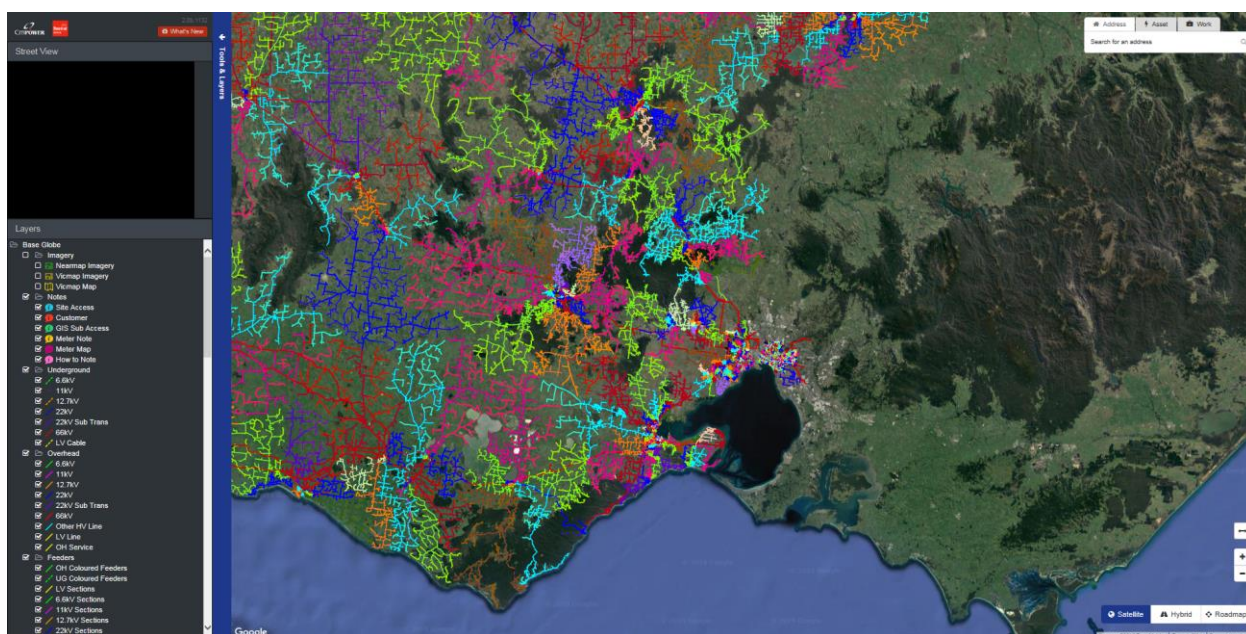 CITIPOWER
What's New
Street View
Layers
Base Globe
Imagery
Nearmap Imagery
Vicmap Imagery
Vicmap Map
Notes
Site Access
Customer
GIS Sub Access
Meter Note
Meter Map
How to Note
Underground
6.6kV
11kV
12.7kV
22kV
22kV Sub Trans
66kV
LV Cable
Overhead
6.6kV
11kV
12.7kV
22kV
22kV Sub Trans
66kV
Other HV Line
LV Line
OH Service
Feeders
OH Coloured Feeders
UG Coloured Feeders
LV Sections
6.6kV Sections
11kV Sections
12.7kV Sections
22kV Sections
Tools & Layers
Address Asset Work
Search for an address
Google
Satellite Hybrid Roadmap